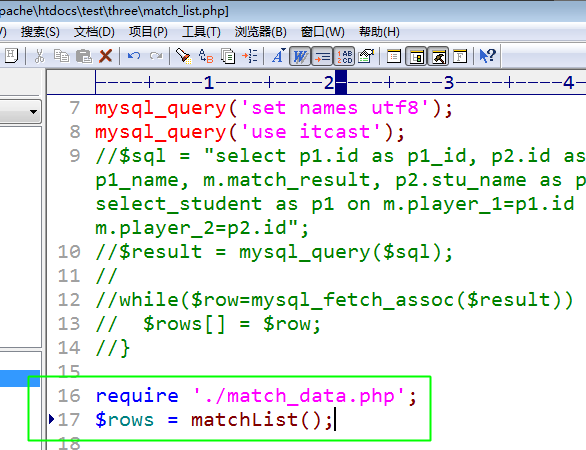 pache\htdocs\test\three\match_list.php]
搜索(S) 文档(D) 项目(P) 工具(T) 浏览器(B) 窗口(W) 帮助(H)
----+----1----+----2----+----3----+----4
7 mysql_query('set names utf8');
8 mysql_query('use itcast');
9 //$sql = "select p1.id as p1_id, p2.id as
p1_name, m.match_result, p2.stu_name as p
select_student as p1 on m.player_1=p1.id
m.player_2=p2.id";
10 //$result = mysql_query($sql);
11 //
12 //while($row=mysql_fetch_assoc($result))
13 //  $rows[] = $row;
14 //}
15
16 require './match_data.php';
17 $rows = matchList();
18